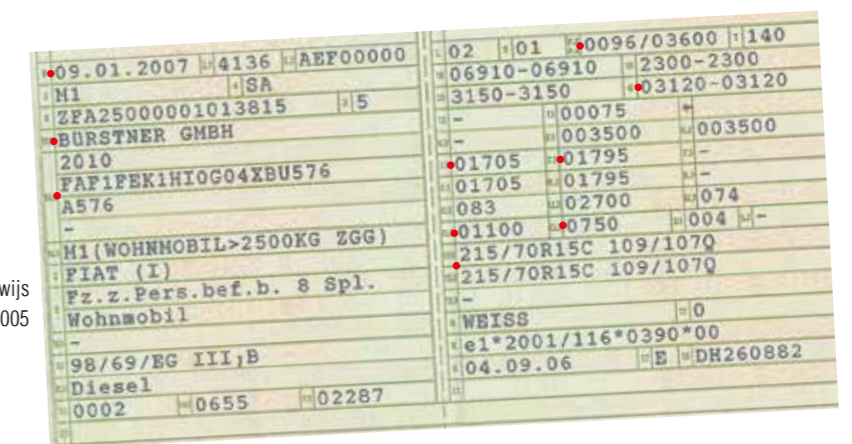 09.01.2007 4136 AEF00000
M1 SA
ZFA25000001013815 5
BÜRSTNER GMBH
2010
FAF1FEK1HI0G04XBU576
A576
-
M1(WOHNMOBIL>2500KG ZGG)
FIAT (I)
Fz.z.Pers.bef.b. 8 Spl.
Wohnmobil
-
98/69/EG III;B
Diesel
0002 0655 02287
wijs
005
02 01 0096/03600 140
06910-06910 2300-2300
3150-3150 03120-03120
- 00075
- 003500 003500
01705 01795 -
01705 01795 -
083 02700 074
01100 0750 004 -
215/70R15C 109/107Q
215/70R15C 109/107Q
-
WEISS 0
e1*2001/116*0390*00
04.09.06 E DH260882